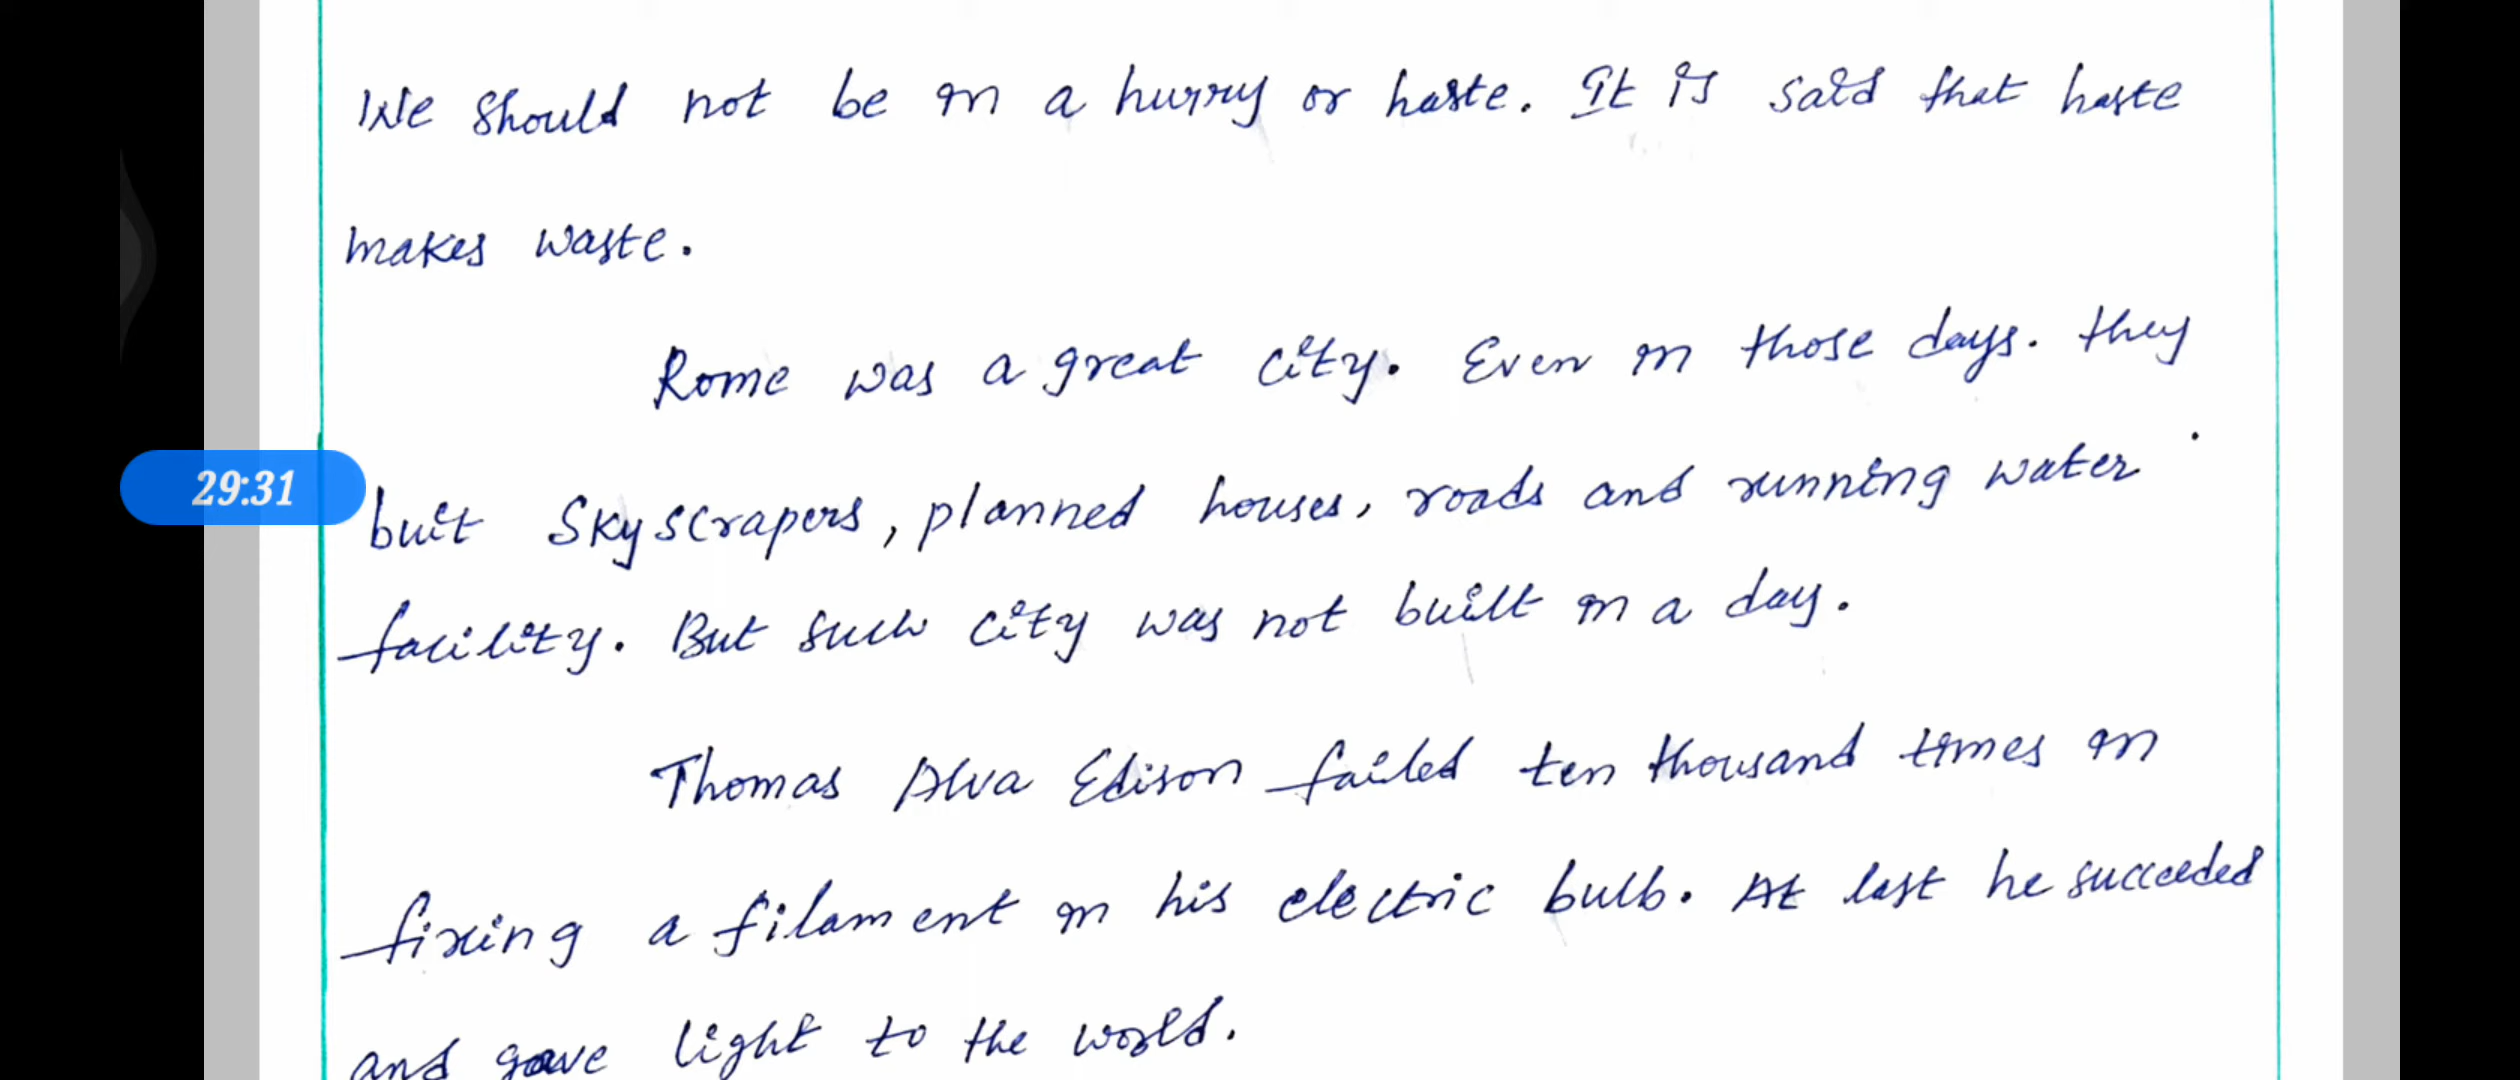 We should not be in a hurry or haste. It is said that haste
makes waste.
Rome was a great city. Even in those days. they
29:31
buit skyscrapers, planned houses, roads and running water
facility. But such city was not built in a day.
Thomas Alva Edison failed ten thousand times in
fixing a filament in his electric bulb. At last he succeeded
and gave light to the world.